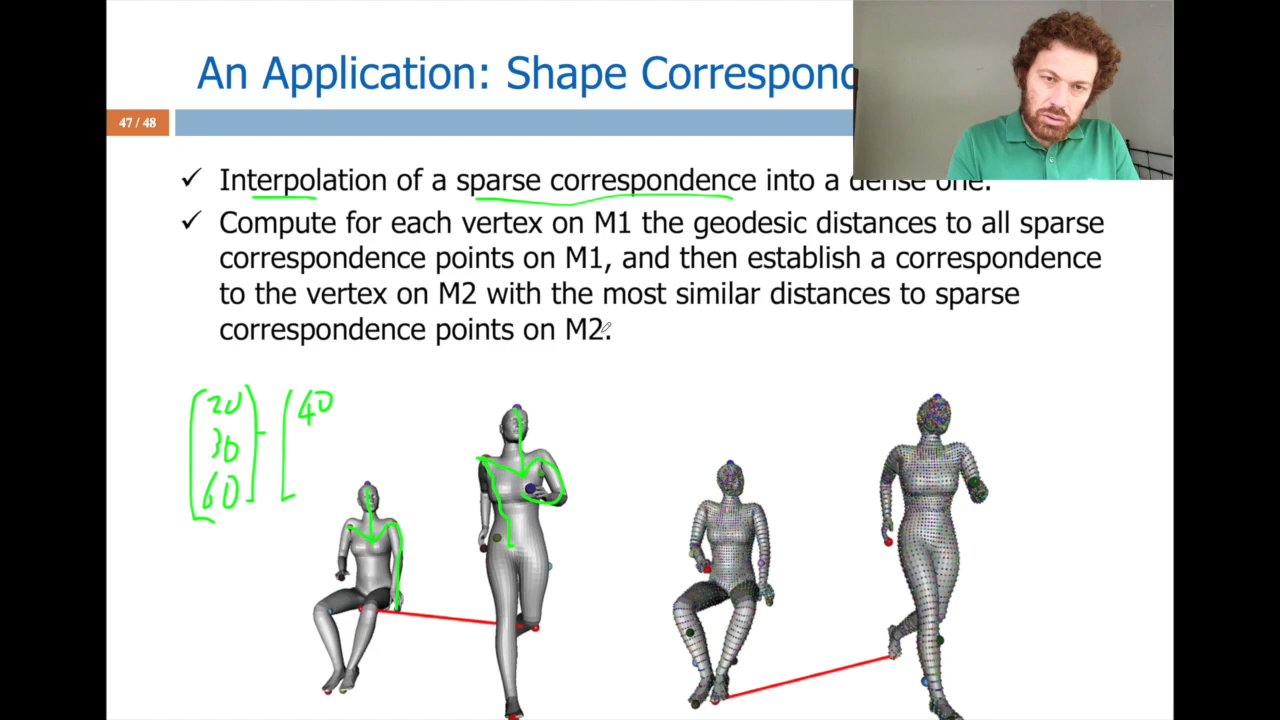 An Application: Shape Correspond
47 / 48
✓ Interpolation of a sparse correspondence into a dense one.
✓ Compute for each vertex on M1 the geodesic distances to all sparse
correspondence points on M1, and then establish a correspondence
to the vertex on M2 with the most similar distances to sparse
correspondence points on M2.
20
30
60
-
40